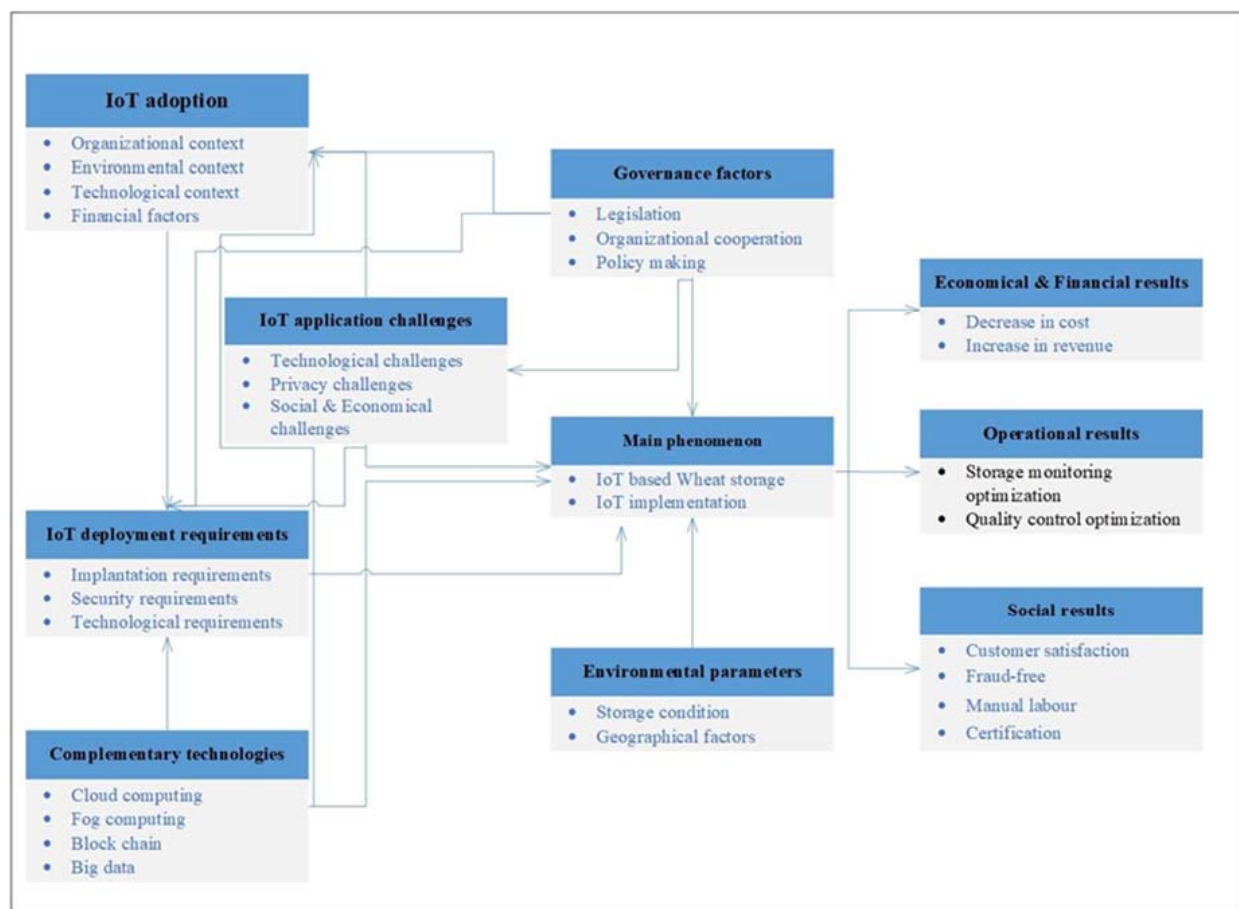 IoT adoption
• Organizational context
• Environmental context
• Technological context
• Financial factors
Governance factors
• Legislation
• Organizational cooperation
• Policy making
IoT application challenges
• Technological challenges
• Privacy challenges
• Social & Economical
challenges
Economical & Financial results
• Decrease in cost
• Increase in revenue
Main phenomenon
• IoT based Wheat storage
• IoT implementation
Operational results
• Storage monitoring
optimization
• Quality control optimization
IoT deployment requirements
• Implantation requirements
• Security requirements
• Technological requirements
Environmental parameters
• Storage condition
• Geographical factors
Social results
• Customer satisfaction
• Fraud-free
• Manual labour
• Certification
Complementary technologies
• Cloud computing
• Fog computing
• Block chain
• Big data